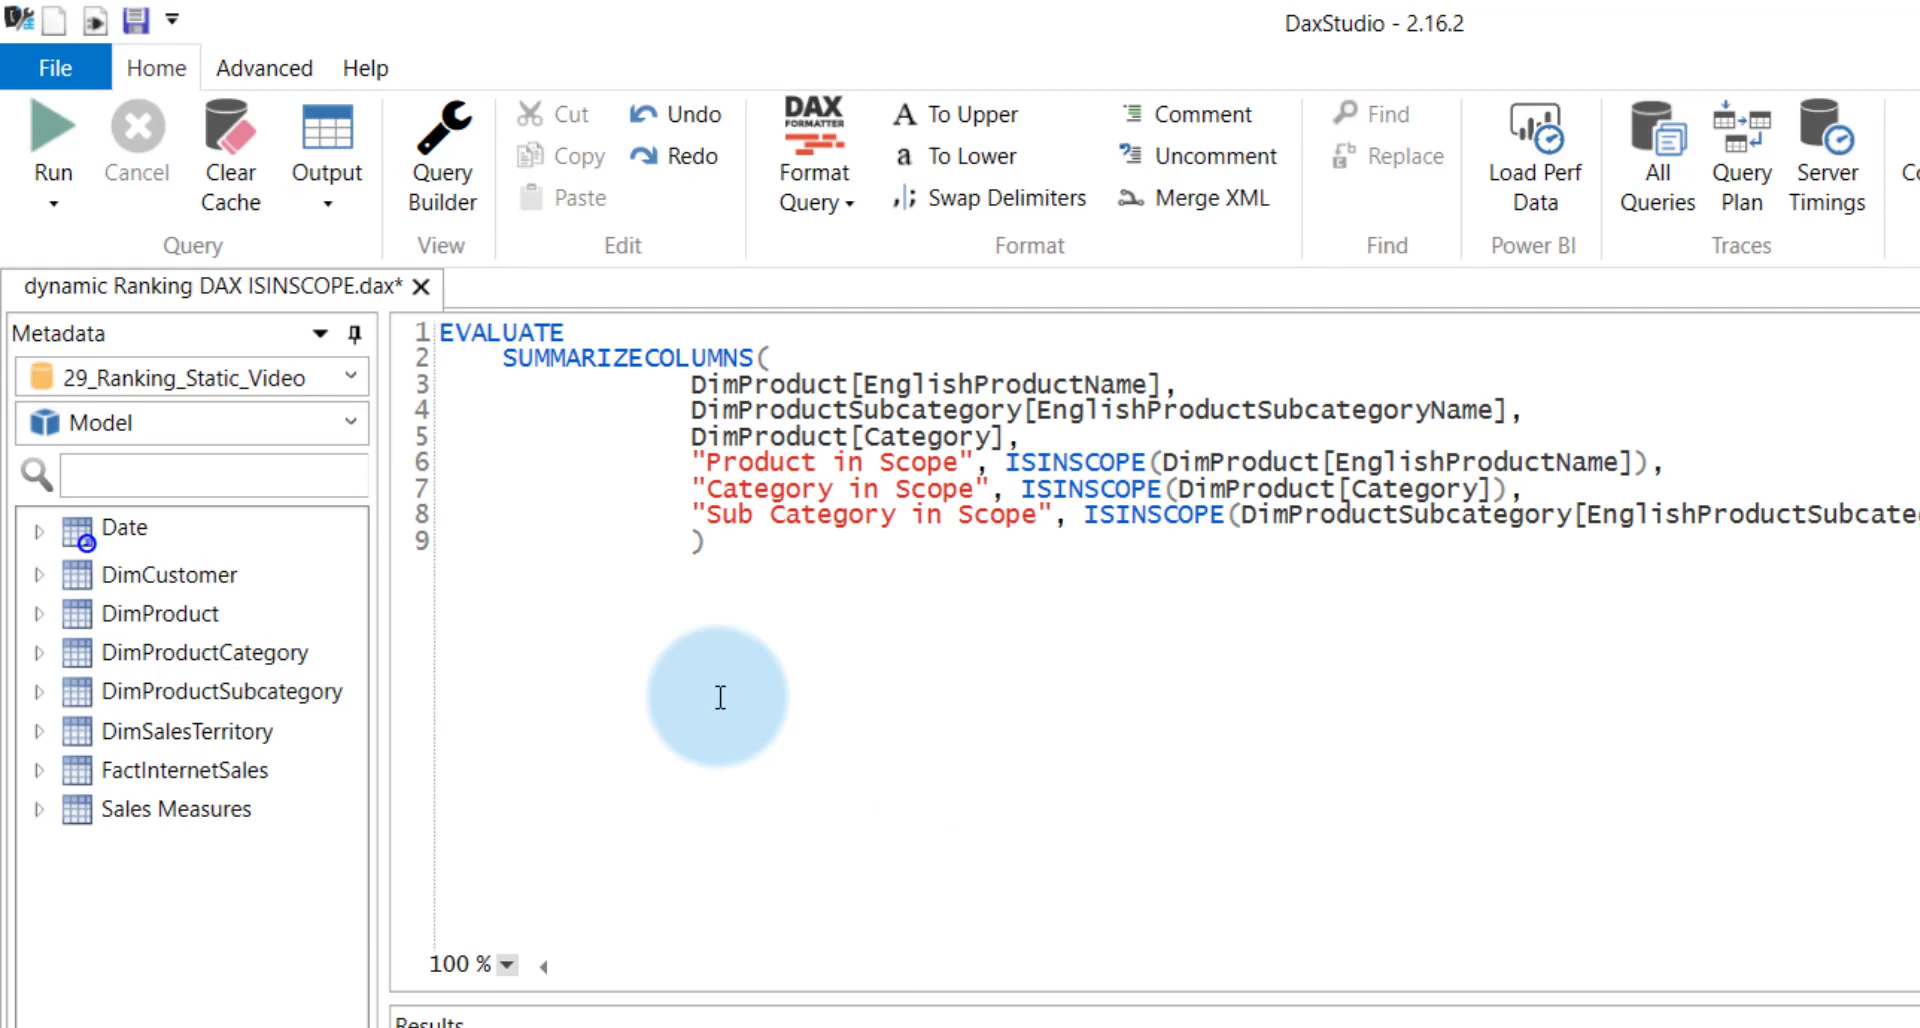 DaxStudio - 2.16.2
File Home Advanced Help
Run
Cancel
Clear Cache
Output
Query
Query Builder
View
Cut
Copy
Paste
Undo
Redo
Edit
DAX
FORMATTER
Format Query
To Upper
To Lower
Swap Delimiters
Comment
Uncomment
Merge XML
Format
Find
Replace
Find
Load Perf Data
Power BI
All Queries
Query Plan
Server Timings
Traces
dynamic Ranking DAX ISINSCOPE.dax*
Metadata
29_Ranking_Static_Video
Model
Date
DimCustomer
DimProduct
DimProductCategory
DimProductSubcategory
DimSalesTerritory
FactInternetSales
Sales Measures
1 EVALUATE
2 SUMMARIZECOLUMNS(
3 DimProduct[EnglishProductName],
4 DimProductSubcategory[EnglishProductSubcategoryName],
5 DimProduct[Category],
6 "Product in Scope", ISINSCOPE(DimProduct[EnglishProductName]),
7 "Category in Scope", ISINSCOPE(DimProduct[Category]),
8 "Sub Category in Scope", ISINSCOPE(DimProductSubcategory[EnglishProductSubcate
9 )
100 %
Results